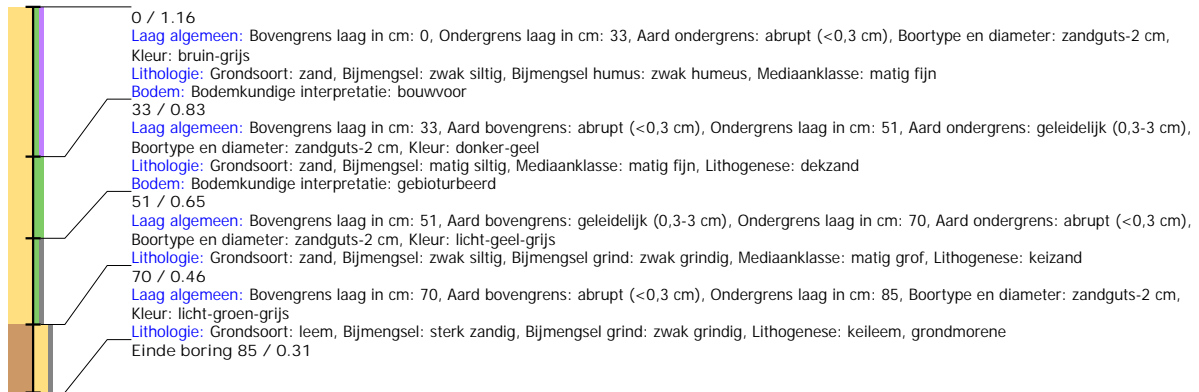 0 / 1.16
Laag algemeen: Bovengrens laag in cm: 0, Ondergrens laag in cm: 33, Aard ondergrens: abrupt (<0,3 cm), Boortype en diameter: zandguts-2 cm,
Kleur: bruin-grijs
Lithologie: Grondsoort: zand, Bijmengsel: zwak siltig, Bijmengsel humus: zwak humeus, Mediaanklasse: matig fijn
Bodem: Bodemkundige interpretatie: bouwvoor
33 / 0.83
Laag algemeen: Bovengrens laag in cm: 33, Aard bovengrens: abrupt (<0,3 cm), Ondergrens laag in cm: 51, Aard ondergrens: geleidelijk (0,3-3 cm),
Boortype en diameter: zandguts-2 cm, Kleur: donker-geel
Lithologie: Grondsoort: zand, Bijmengsel: matig siltig, Mediaanklasse: matig fijn, Lithogenese: dekzand
Bodem: Bodemkundige interpretatie: gebioturbeerd
51 / 0.65
Laag algemeen: Bovengrens laag in cm: 51, Aard bovengrens: geleidelijk (0,3-3 cm), Ondergrens laag in cm: 70, Aard ondergrens: abrupt (<0,3 cm),
Boortype en diameter: zandguts-2 cm, Kleur: licht-geel-grijs
Lithologie: Grondsoort: zand, Bijmengsel: zwak siltig, Bijmengsel grind: zwak grindig, Mediaanklasse: matig grof, Lithogenese: keizand
70 / 0.46
Laag algemeen: Bovengrens laag in cm: 70, Aard bovengrens: abrupt (<0,3 cm), Ondergrens laag in cm: 85, Boortype en diameter: zandguts-2 cm,
Kleur: licht-groen-grijs
Lithologie: Grondsoort: leem, Bijmengsel: sterk zandig, Bijmengsel grind: zwak grindig, Lithogenese: keileem, grondmorene
Einde boring 85 / 0.31